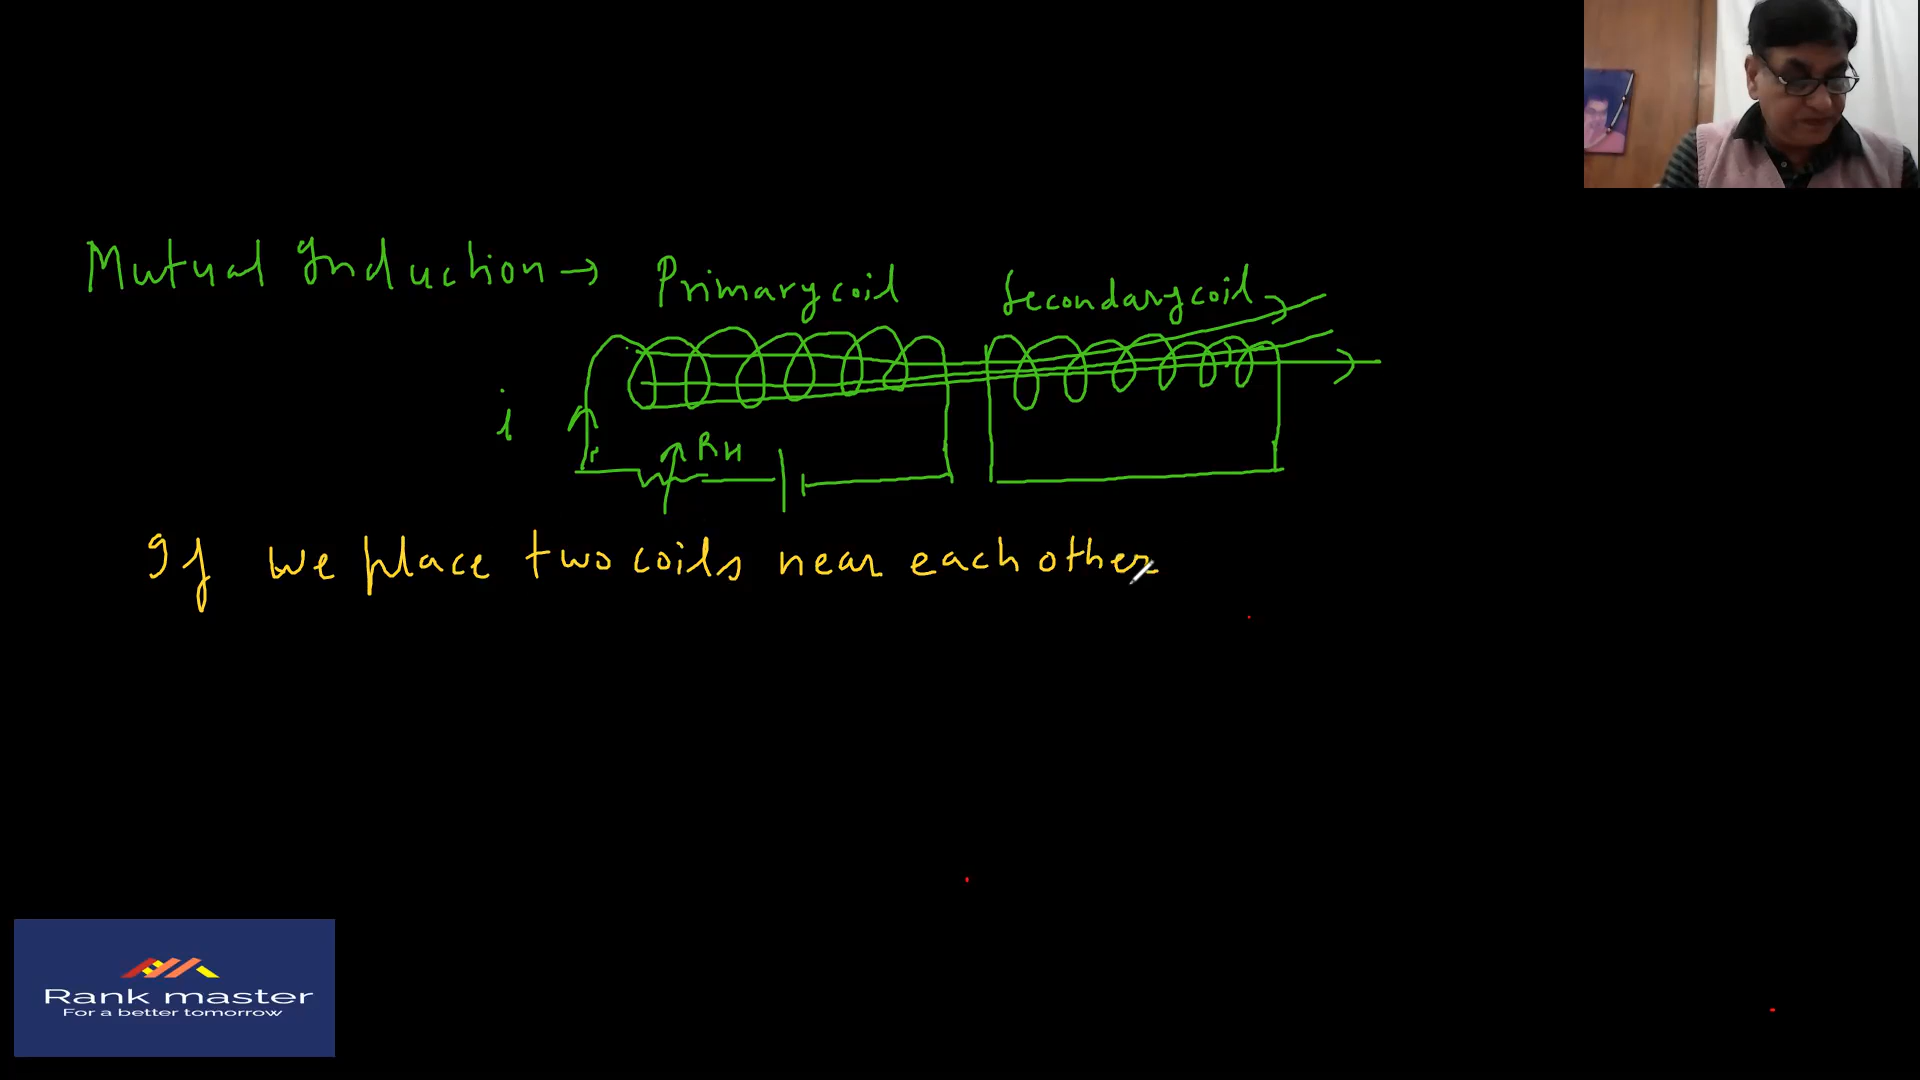 Mutual Induction → Primary coil Secondary coil
i
RH
If we place two coils near each other
Rank master
For a better tomorrow